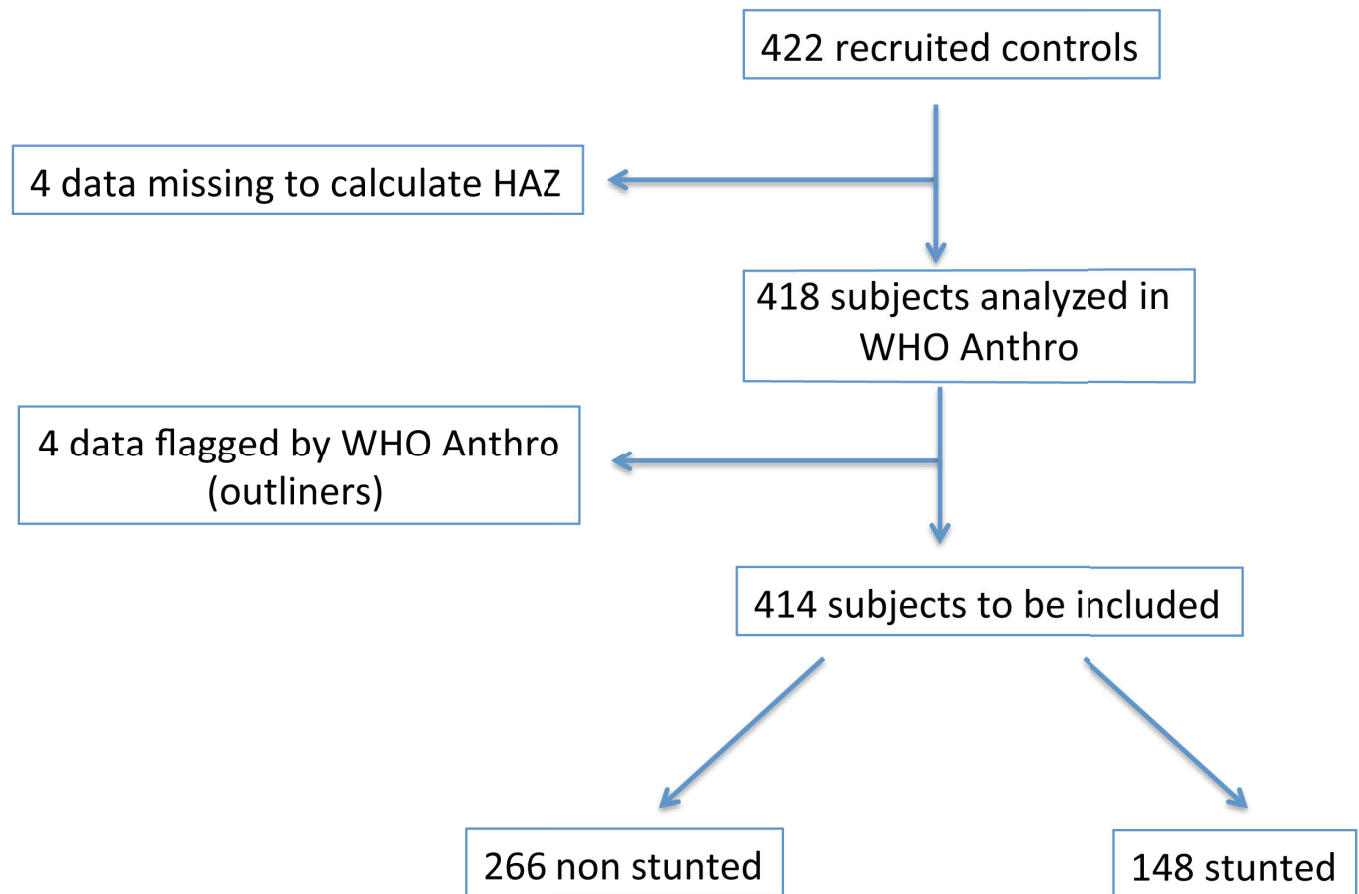 422 recruited controls
4 data missing to calculate HAZ
418 subjects analyzed in
WHO Anthro
4 data flagged by WHO Anthro
(outliners)
414 subjects to be included
266 non stunted
148 stunted